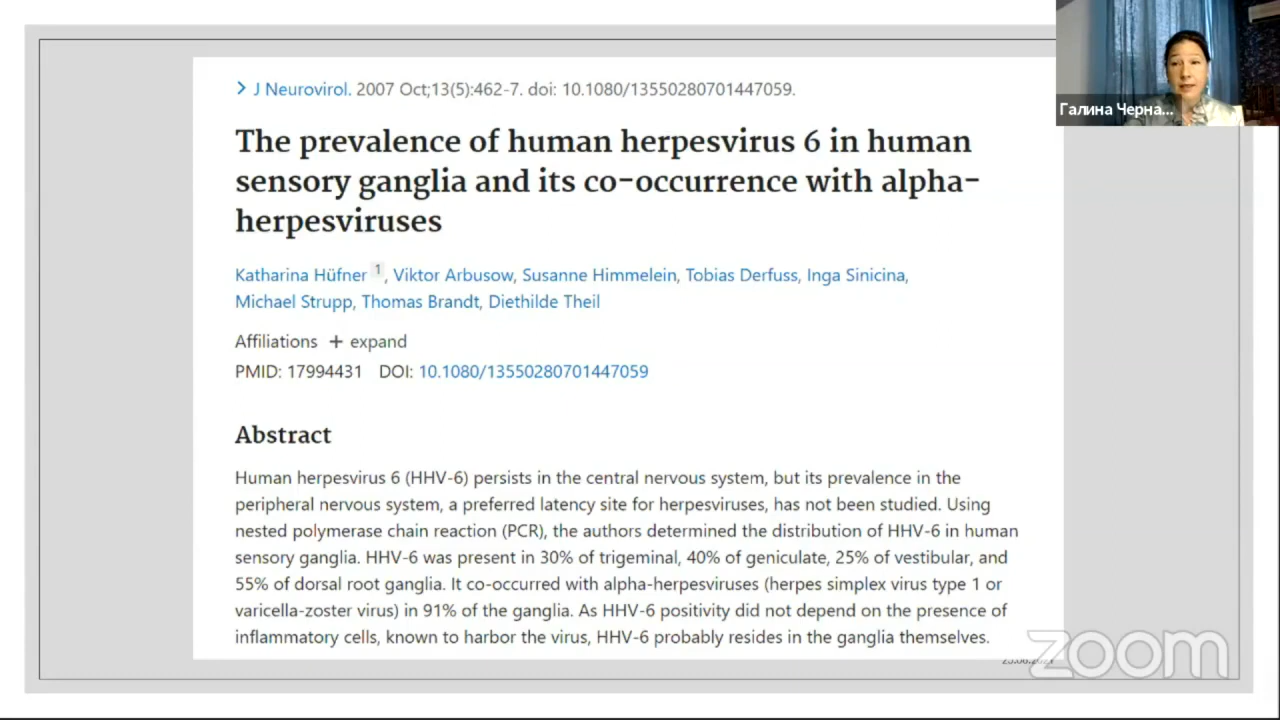 > J Neurovirol. 2007 Oct;13(5):462-7. doi: 10.1080/13550280701447059.
Галина Черна...
The prevalence of human herpesvirus 6 in human
sensory ganglia and its co-occurrence with alpha-
herpesviruses
Katharina Hüfner 1, Viktor Arbusow, Susanne Himmelein, Tobias Derfuss, Inga Sinicina,
Michael Strupp, Thomas Brandt, Diethilde Theil
Affiliations + expand
PMID: 17994431 DOI: 10.1080/13550280701447059
Abstract
Human herpesvirus 6 (HHV-6) persists in the central nervous system, but its prevalence in the
peripheral nervous system, a preferred latency site for herpesviruses, has not been studied. Using
nested polymerase chain reaction (PCR), the authors determined the distribution of HHV-6 in human
sensory ganglia. HHV-6 was present in 30% of trigeminal, 40% of geniculate, 25% of vestibular, and
55% of dorsal root ganglia. It co-occurred with alpha-herpesviruses (herpes simplex virus type 1 or
varicella-zoster virus) in 91% of the ganglia. As HHV-6 positivity did not depend on the presence of
inflammatory cells, known to harbor the virus, HHV-6 probably resides in the ganglia themselves.
zoom